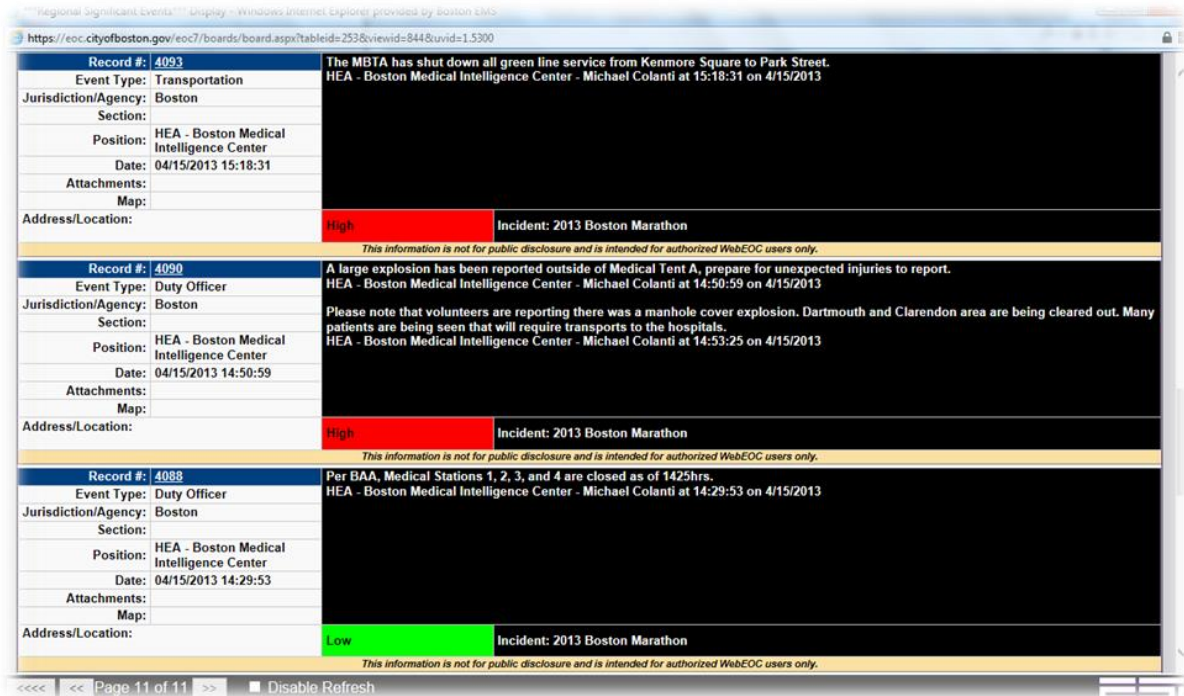 ***Regional Significant Events*** Display - Windows Internet Explorer provided by Boston EMS
https://eoc.cityofboston.gov/eoc7/boards/board.aspx?tableid=253&viewid=844&uvid=1.5300
Record #: 4093
Event Type: Transportation
Jurisdiction/Agency: Boston
Section:
Position: HEA - Boston Medical
Intelligence Center
Date: 04/15/2013 15:18:31
Attachments:
Map:
Address/Location:
The MBTA has shut down all green line service from Kenmore Square to Park Street.
HEA - Boston Medical Intelligence Center - Michael Colanti at 15:18:31 on 4/15/2013
High Incident: 2013 Boston Marathon
This information is not for public disclosure and is intended for authorized WebEOC users only.
Record #: 4090
Event Type: Duty Officer
Jurisdiction/Agency: Boston
Section:
Position: HEA - Boston Medical
Intelligence Center
Date: 04/15/2013 14:50:59
Attachments:
Map:
Address/Location:
A large explosion has been reported outside of Medical Tent A, prepare for unexpected injuries to report.
HEA - Boston Medical Intelligence Center - Michael Colanti at 14:50:59 on 4/15/2013
Please note that volunteers are reporting there was a manhole cover explosion. Dartmouth and Clarendon area are being cleared out. Many
patients are being seen that will require transports to the hospitals.
HEA - Boston Medical Intelligence Center - Michael Colanti at 14:53:25 on 4/15/2013
High Incident: 2013 Boston Marathon
This information is not for public disclosure and is intended for authorized WebEOC users only.
Record #: 4088
Event Type: Duty Officer
Jurisdiction/Agency: Boston
Section:
Position: HEA - Boston Medical
Intelligence Center
Date: 04/15/2013 14:29:53
Attachments:
Map:
Address/Location:
Per BAA, Medical Stations 1, 2, 3, and 4 are closed as of 1425hrs.
HEA - Boston Medical Intelligence Center - Michael Colanti at 14:29:53 on 4/15/2013
Low Incident: 2013 Boston Marathon
This information is not for public disclosure and is intended for authorized WebEOC users only.
<<<< << Page 11 of 11 >> Disable Refresh